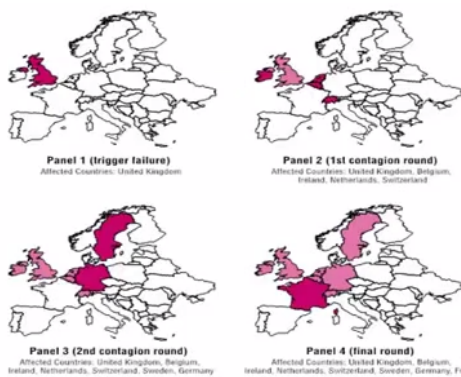 Panel 1 (trigger failure)
Affected Countries: United Kingdom
Panel 2 (1st contagion round)
Affected Countries: United Kingdom, Belgium,
Ireland, Netherlands, Switzerland
Panel 3 (2nd contagion round)
Affected Countries: United Kingdom, Belgium,
Ireland, Netherlands, Switzerland, Sweden, Germany
Panel 4 (final round)
Affected Countries: United Kingdom, Belgium,
Ireland, Netherlands, Switzerland, Sweden, Germany,